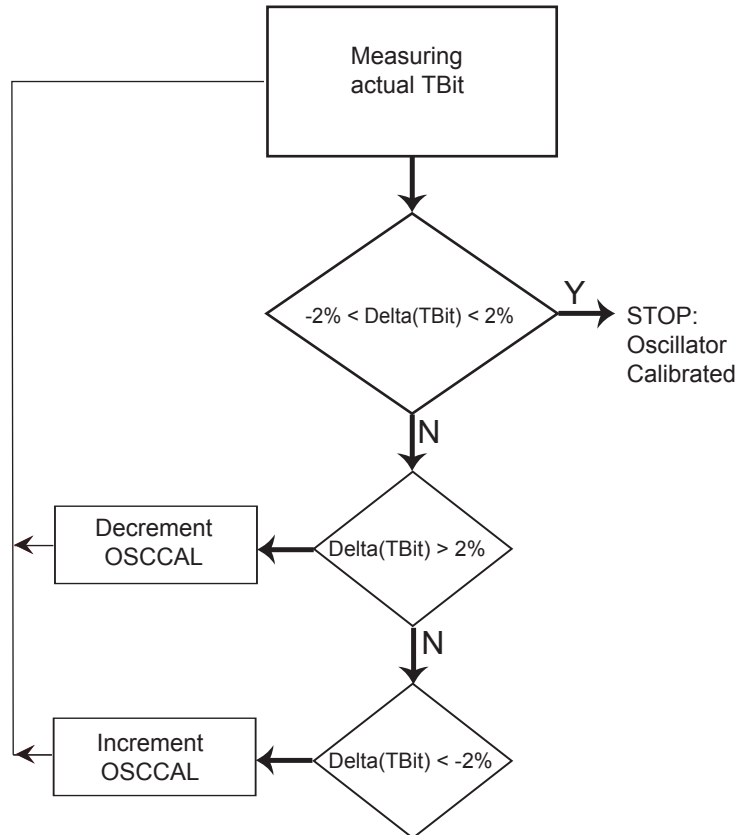 Measuring
actual TBit
-2% < Delta(TBit) < 2%
Y
STOP:
Oscillator
Calibrated
N
Decrement
OSCCAL
Delta(TBit) > 2%
N
Increment
OSCCAL
Delta(TBit) < -2%